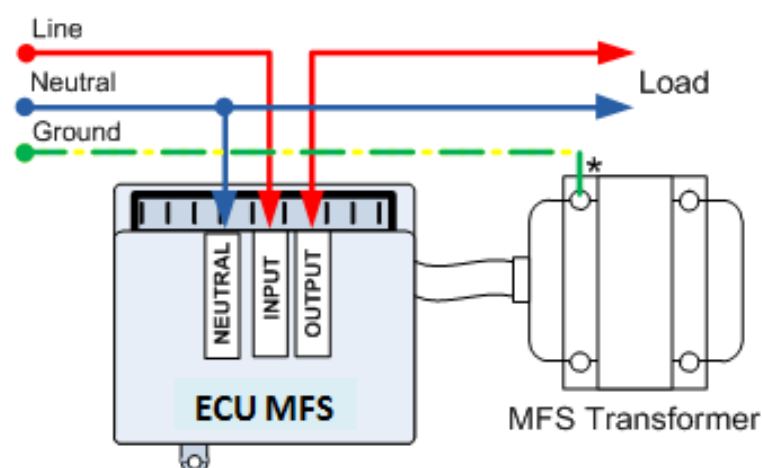 Line
Neutral
Load
Ground
*
NEUTRAL
INPUT
OUTPUT
ECU MFS
MFS Transformer